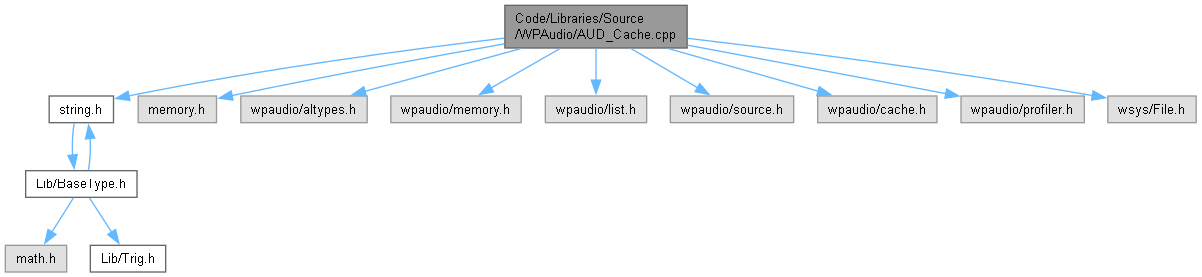 Code/Libraries/Source
/WPAudio/AUD_Cache.cpp
string.h
memory.h
wpaudio/altypes.h
wpaudio/memory.h
wpaudio/list.h
wpaudio/source.h
wpaudio/cache.h
wpaudio/profiler.h
wsys/File.h
Lib/BaseType.h
math.h
Lib/Trig.h